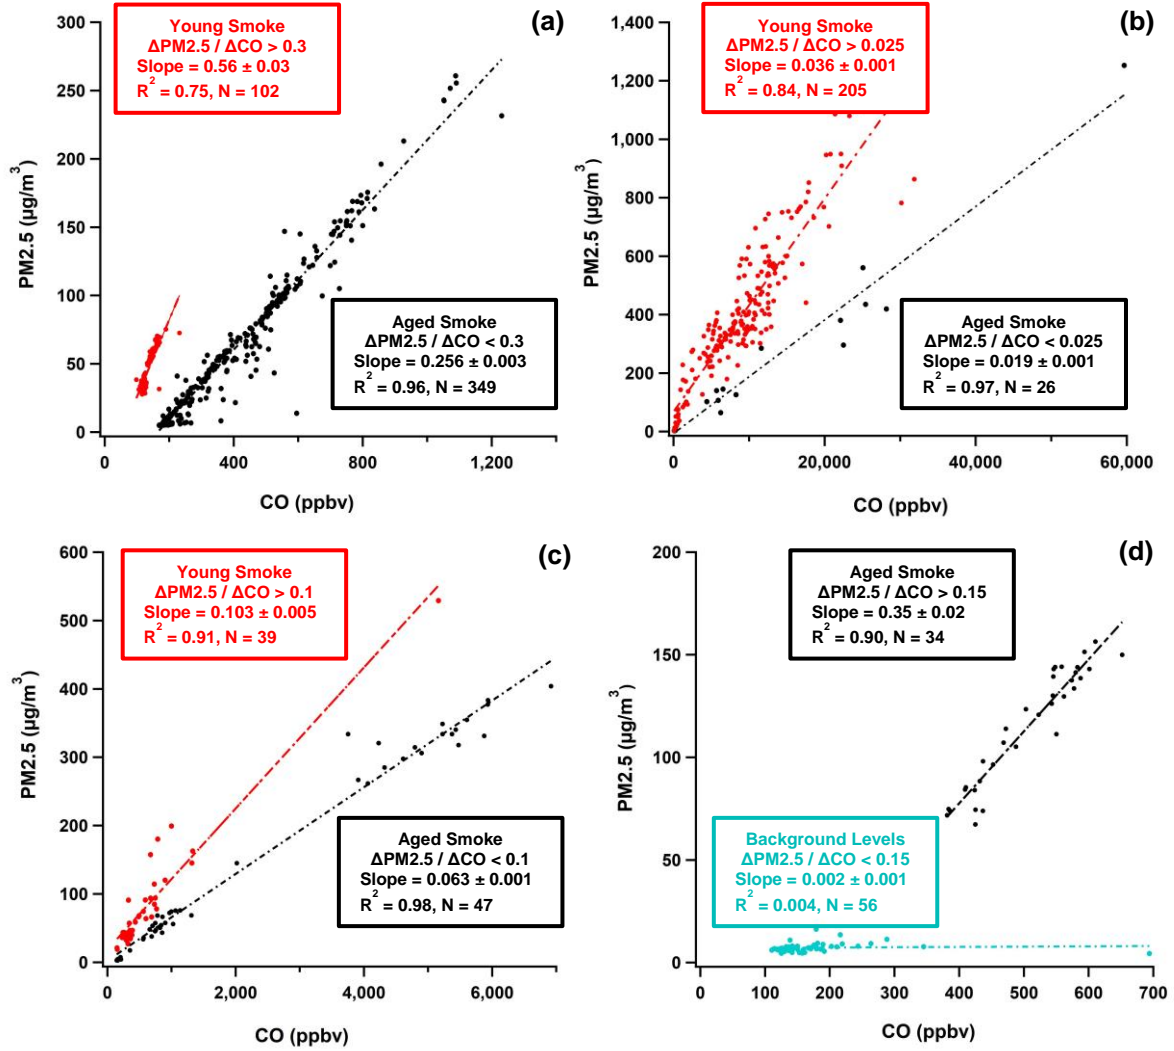 (a)
Young Smoke
ΔPM2.5 / ΔCO > 0.3
Slope = 0.56 ± 0.03
R² = 0.75, N = 102
300
250
200
150
100
50
0
PM2.5 (µg/m³)
Aged Smoke
ΔPM2.5 / ΔCO < 0.3
Slope = 0.256 ± 0.003
R² = 0.96, N = 349
0
400
800
1,200
CO (ppbv)
(b)
Young Smoke
ΔPM2.5 / ΔCO > 0.025
Slope = 0.036 ± 0.001
R² = 0.84, N = 205
1,400
1,200
1,000
800
600
400
200
0
PM2.5 (µg/m³)
Aged Smoke
ΔPM2.5 / ΔCO < 0.025
Slope = 0.019 ± 0.001
R² = 0.97, N = 26
0
20,000
40,000
60,000
CO (ppbv)
(c)
Young Smoke
ΔPM2.5 / ΔCO > 0.1
Slope = 0.103 ± 0.005
R² = 0.91, N = 39
600
500
400
300
200
100
0
PM2.5 (µg/m³)
Aged Smoke
ΔPM2.5 / ΔCO < 0.1
Slope = 0.063 ± 0.001
R² = 0.98, N = 47
0
2,000
4,000
6,000
CO (ppbv)
(d)
Aged Smoke
ΔPM2.5 / ΔCO > 0.15
Slope = 0.35 ± 0.02
R² = 0.90, N = 34
200
150
100
50
0
PM2.5 (µg/m³)
Background Levels
ΔPM2.5 / ΔCO < 0.15
Slope = 0.002 ± 0.001
R² = 0.004, N = 56
0
100
200
300
400
500
600
700
CO (ppbv)